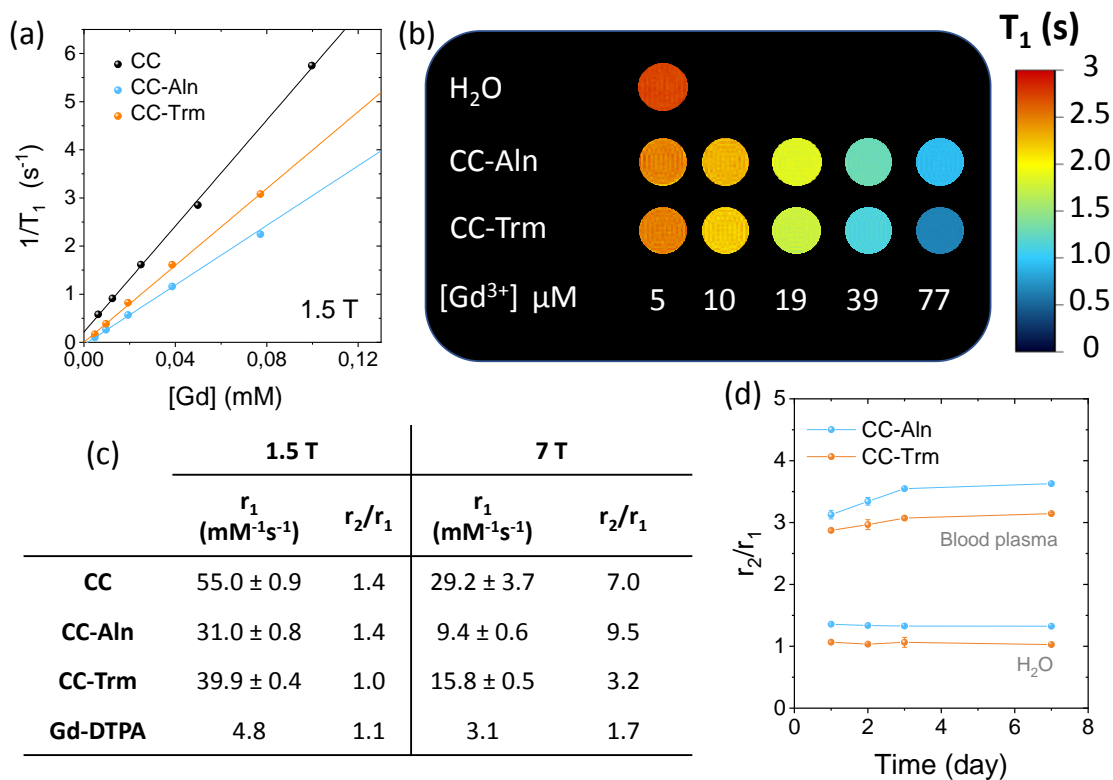 (a)
CC
CC-Aln
CC-Trm
6
5
4
3
2
1
0
1/T₁ (s⁻¹)
1.5 T
0,00 0,04 0,08 0,12
[Gd] (mM)
(b)
H₂O
CC-Aln
CC-Trm
[Gd³⁺] μM 5 10 19 39 77
T₁ (s)
3
2.5
2.0
1.5
1.0
0.5
0
(c)
1.5 T 7 T
r₁ (mM⁻¹s⁻¹) r₂/r₁ r₁ (mM⁻¹s⁻¹) r₂/r₁
CC 55.0 ± 0.9 1.4 29.2 ± 3.7 7.0
CC-Aln 31.0 ± 0.8 1.4 9.4 ± 0.6 9.5
CC-Trm 39.9 ± 0.4 1.0 15.8 ± 0.5 3.2
Gd-DTPA 4.8 1.1 3.1 1.7
(d)
5
4
3
2
1
0
r₂/r₁
CC-Aln
CC-Trm
Blood plasma
H₂O
0 2 4 6 8
Time (day)